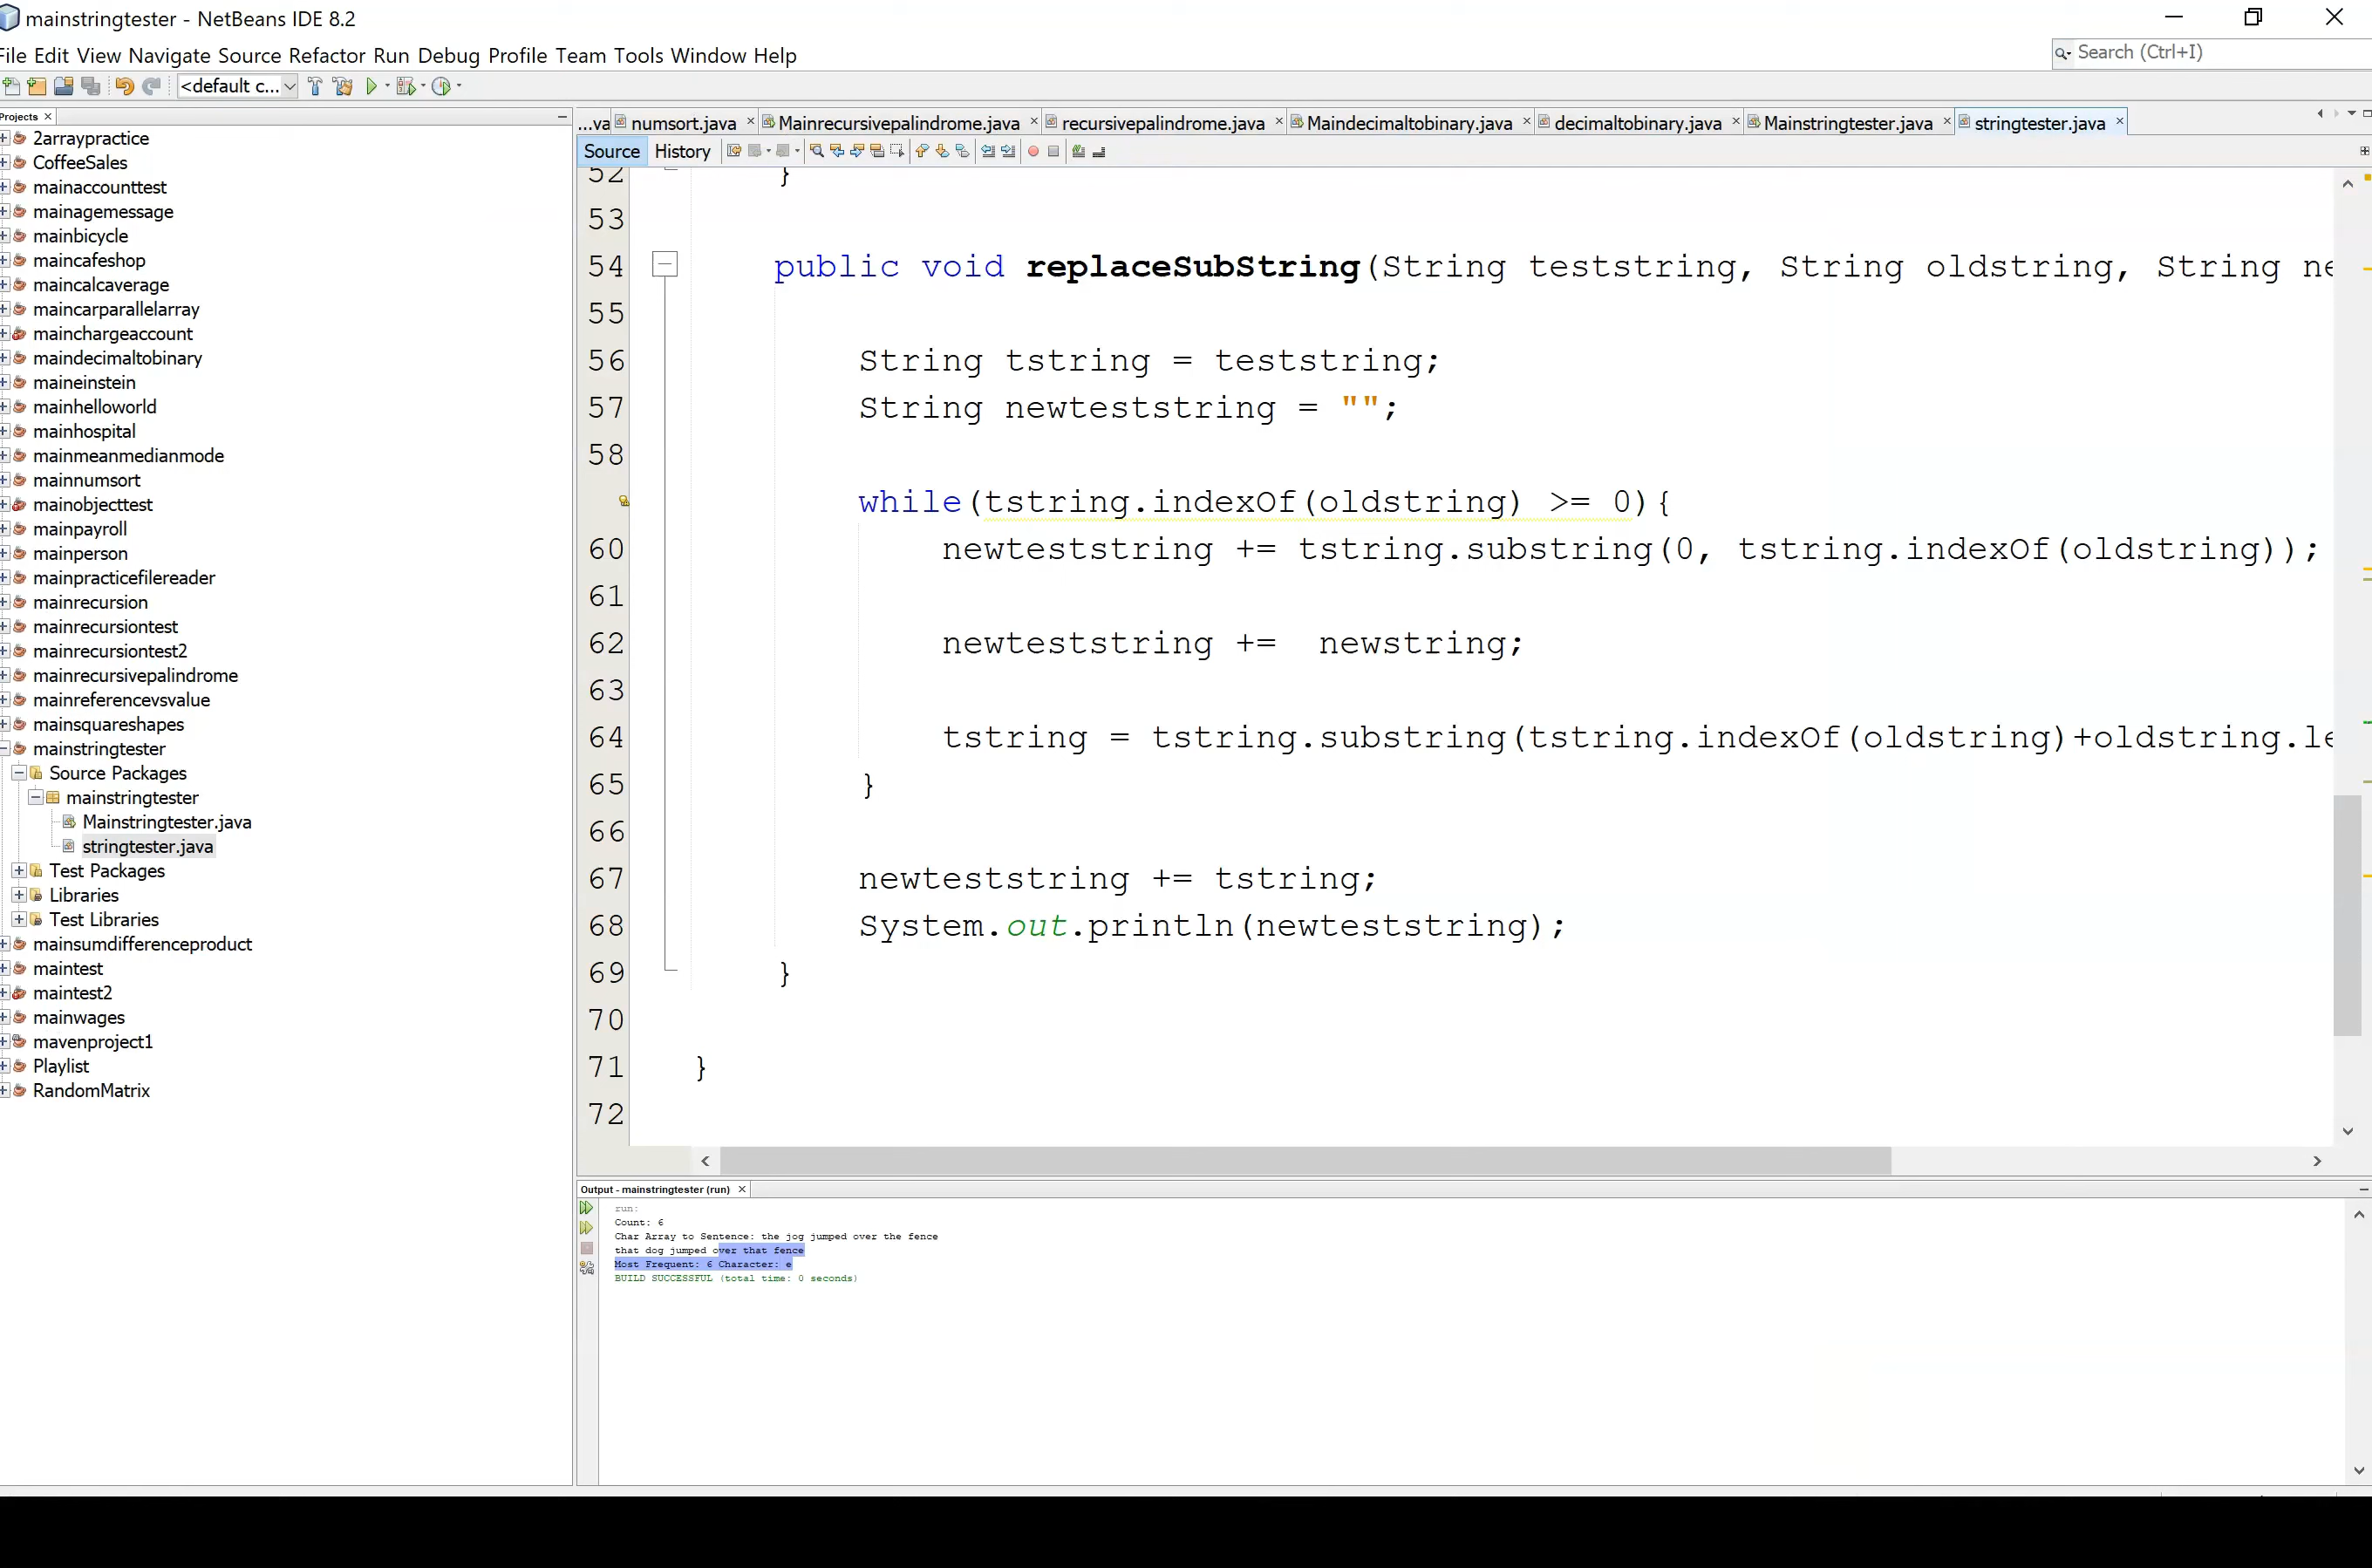 mainstringtester - NetBeans IDE 8.2
File Edit View Navigate Source Refactor Run Debug Profile Team Tools Window Help
Search (Ctrl+I)
<default c...
Projects
2arraypractice
CoffeeSales
mainaccounttest
mainagemessage
mainbicycle
maincafeshop
maincalcaverage
maincarparallelarray
mainchargeaccount
maindecimaltobinary
maineinstein
mainhelloworld
mainhospital
mainmeanmedianmode
mainnumsort
mainobjecttest
mainpayroll
mainperson
mainpracticefilereader
mainrecursion
mainrecursiontest
mainrecursiontest2
mainrecursivepalindrome
mainreferencevsvalue
mainsquareshapes
mainstringtester
Source Packages
mainstringtester
Mainstringtester.java
stringtester.java
Test Packages
Libraries
Test Libraries
mainsumdifferenceproduct
maintest
maintest2
mainwages
mavenproject1
Playlist
RandomMatrix
...va numsort.java Mainrecursivepalindrome.java recursivepalindrome.java Maindecimaltobinary.java decimaltobinary.java Mainstringtester.java stringtester.java
Source History
52 }
53
54 public void replaceSubString(String teststring, String oldstring, String ne
55
56 String tstring = teststring;
57 String newteststring = "";
58
while(tstring.indexOf(oldstring) >= 0){
60 newteststring += tstring.substring(0, tstring.indexOf(oldstring));
61
62 newteststring +=  newstring;
63
64 tstring = tstring.substring(tstring.indexOf(oldstring)+oldstring.le
65 }
66
67 newteststring += tstring;
68 System.out.println(newteststring);
69 }
70
71 }
72
Output - mainstringtester (run)
run:
Count: 6
Char Array to Sentence: the jog jumped over the fence
that dog jumped over that fence
Most Frequent: 6 Character: e
BUILD SUCCESSFUL (total time: 0 seconds)